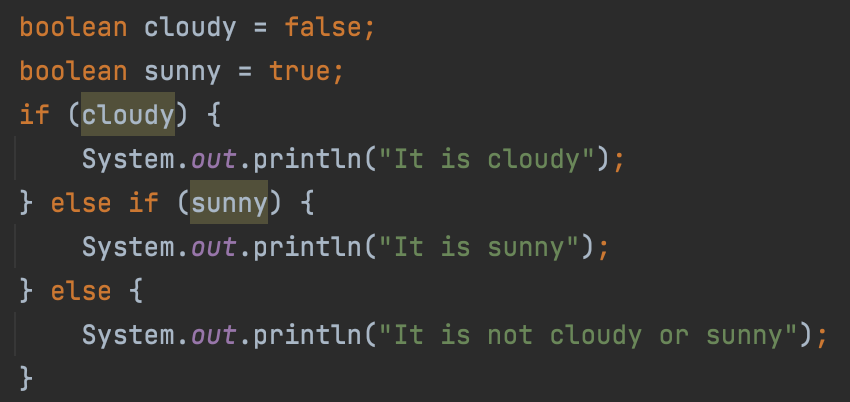 boolean cloudy = false;
boolean sunny = true;
if (cloudy) {
    System.out.println("It is cloudy");
} else if (sunny) {
    System.out.println("It is sunny");
} else {
    System.out.println("It is not cloudy or sunny");
}